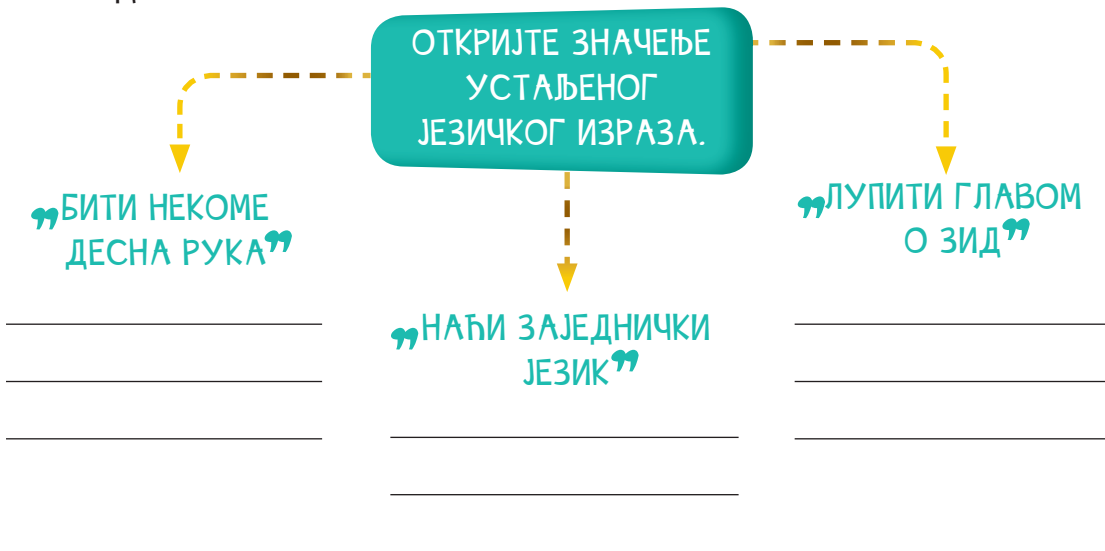 ОТКРИЈТЕ ЗНАЧЕЊЕ
УСТАЉЕНОГ
ЈЕЗИЧКОГ ИЗРАЗА.
„БИТИ НЕКОМЕ
ДЕСНА РУКА”
„НАЋИ ЗАЈЕДНИЧКИ
ЈЕЗИК”
„ЛУПИТИ ГЛАВОМ
О ЗИД”